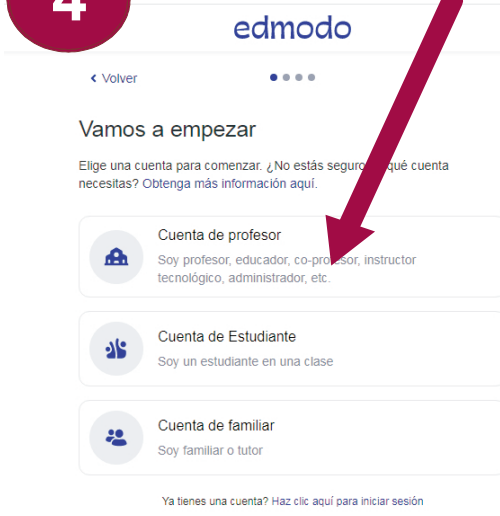 4
edmodo
‹ Volver
Vamos a empezar
Elige una cuenta para comenzar. ¿No estás seguro qué cuenta
necesitas? Obtenga más información aquí.
Cuenta de profesor
Soy profesor, educador, co-profesor, instructor
tecnológico, administrador, etc.
Cuenta de Estudiante
Soy un estudiante en una clase
Cuenta de familiar
Soy familiar o tutor
Ya tienes una cuenta? Haz clic aquí para iniciar sesión